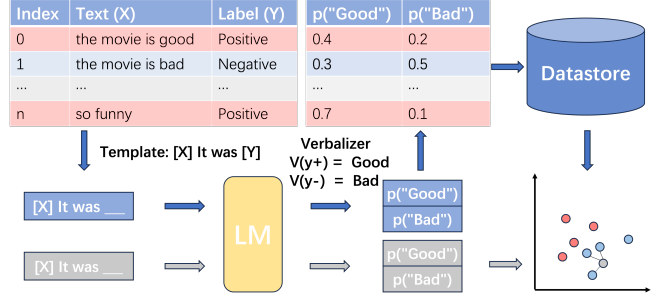 Index Text (X) Label (Y) p("Good") p("Bad")
0 the movie is good Positive 0.4 0.2
1 the movie is bad Negative 0.3 0.5
... ... ... ... ...
n so funny Positive 0.7 0.1
Datastore
Template: [X] It was [Y]
Verbalizer
V(y+) = Good
V(y-) = Bad
[X] It was __
LM
p("Good")
p("Bad")
[X] It was __
p("Good")
p("Bad")